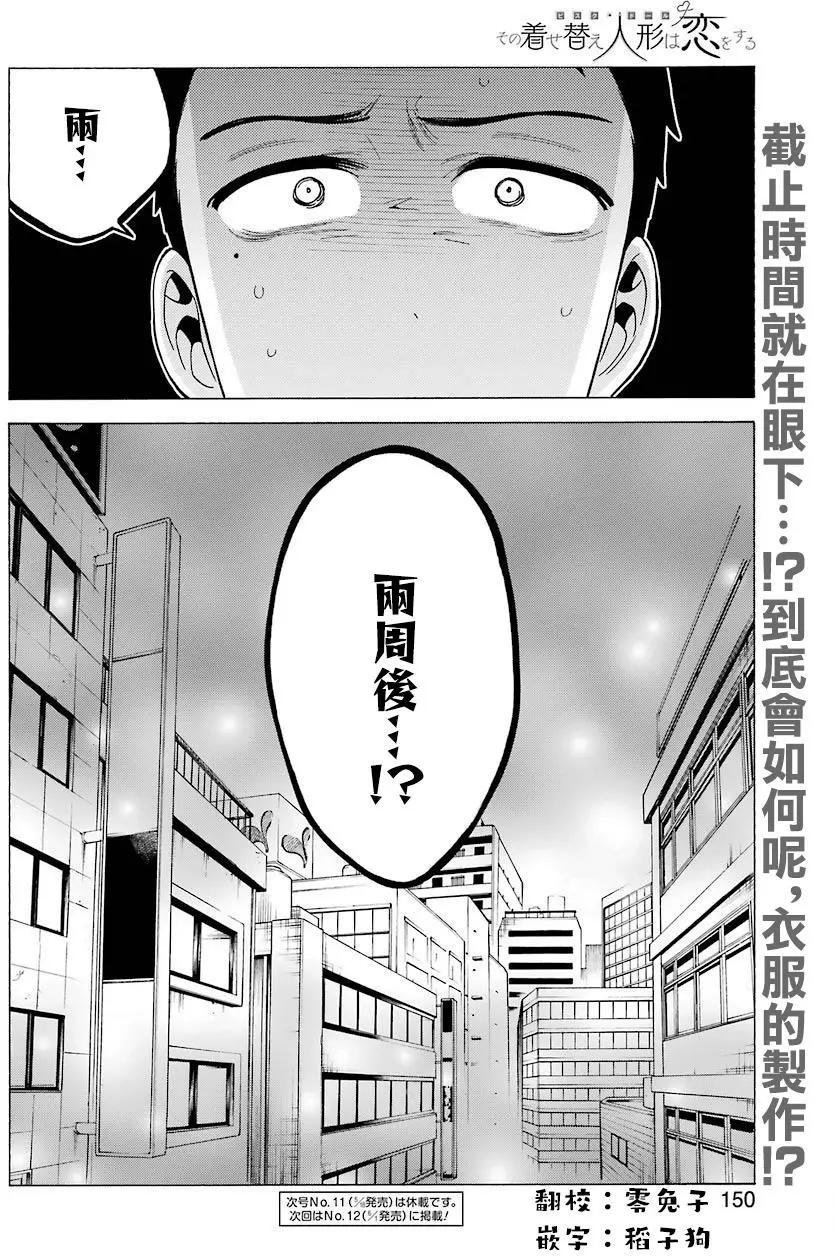 ビスク・ドール
その着せ替え人形は恋をする
兩…
兩周後…!?
截止時間就在眼下…!?到底會如何呢,衣服的製作!?
次号No.11(5/18発売)は休載です。
次回はNo.12(6/1発売)に掲載!
翻校：零兔子
嵌字：稻子狗
150